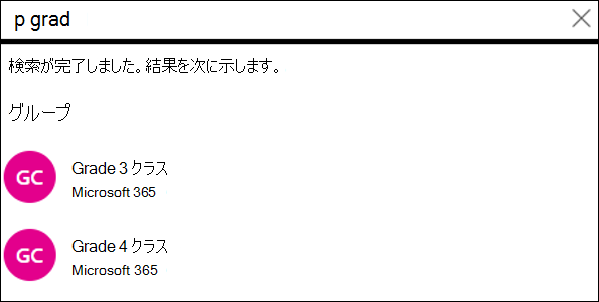 p grad
検索が完了しました。結果を次に示します。
グループ
GC
Grade 3 クラス
Microsoft 365
GC
Grade 4 クラス
Microsoft 365